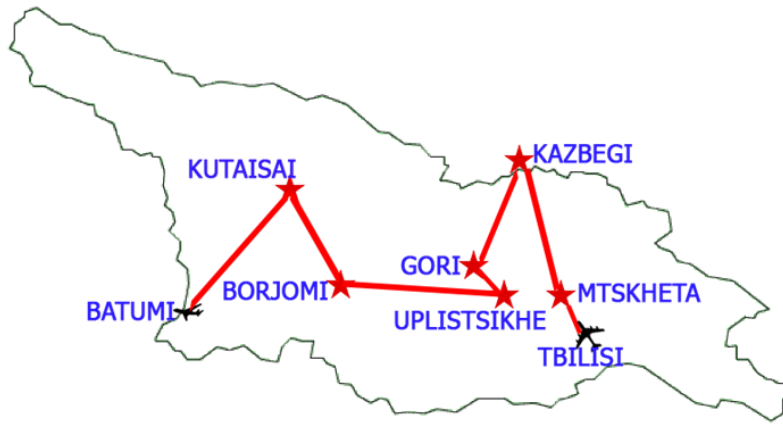 KAZBEGI
KUTAISAI
GORI
BORJOMI
MTSKHETA
BATUMI
UPLISTSIKHE
TBILISI